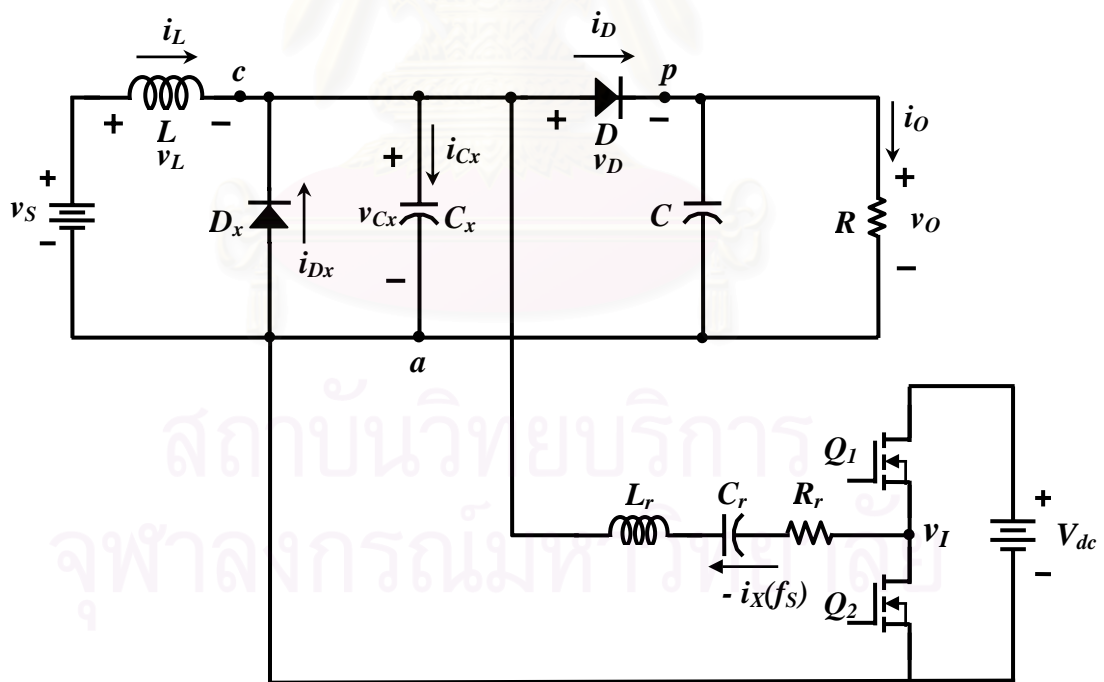 i_L
i_D
c
p
+
−
L
v_L
+
−
D
v_D
i_O
+
v_S
−
D_x
i_Dx
+
v_Cx
−
i_Cx
C_x
C
R
+
v_O
−
a
สถาบันวิทยบริการ
จุฬาลงกรณ์มหาวิทยาลัย
Q_1
L_r
C_r
R_r
v_I
+
V_dc
−
- i_X(f_S)
Q_2